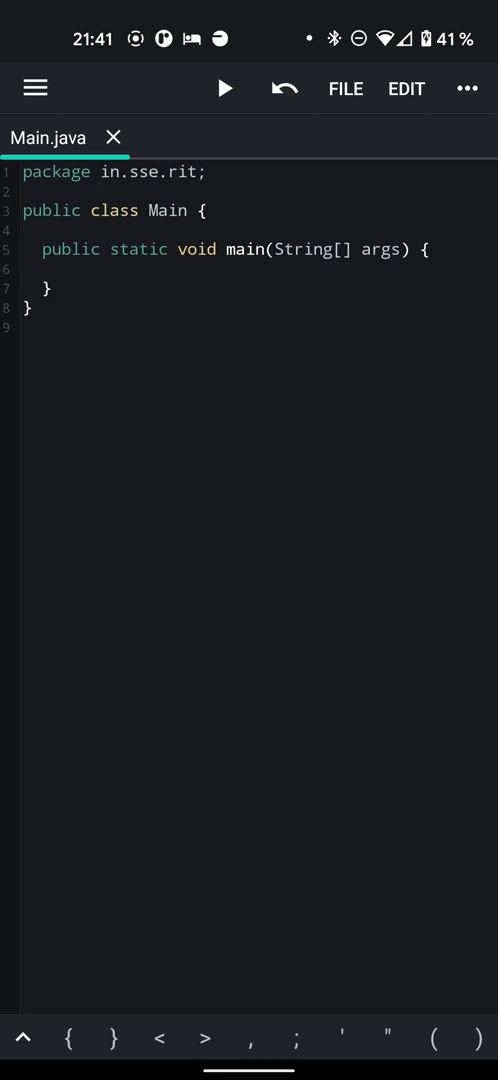 21:41 41 %
FILE EDIT
Main.java
1 package in.sse.rit;
2
3 public class Main {
4
5 public static void main(String[] args) {
6
7 }
8 }
9
{ } < > , ; ' " ( )